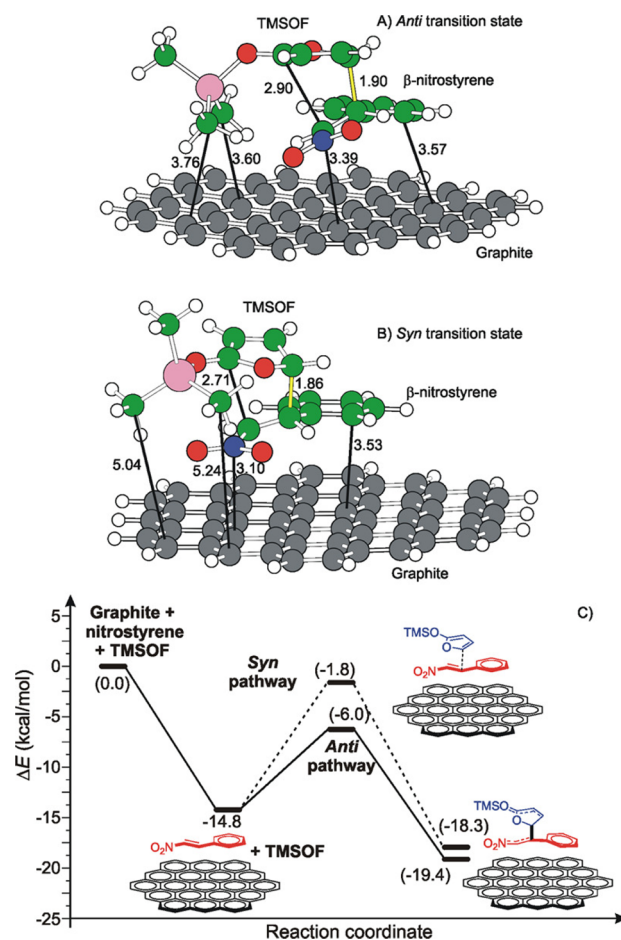 TMSOF
A) Anti transition state
1.90
β-nitrostyrene
2.90
3.76
3.60
3.39
3.57
Graphite
TMSOF
B) Syn transition state
2.71
1.86
β-nitrostyrene
5.04
5.24
3.10
3.53
Graphite
C)
5
0
-5
-10
-15
-20
-25
ΔE (kcal/mol)
Graphite +
nitrostyrene
+ TMSOF
(0.0)
Syn
pathway
(-1.8)
(-6.0)
Anti
pathway
-14.8
(-18.3)
(-19.4)
TMSO
O
O₂N
TMSO
O
O₂N
O₂N
+ TMSOF
Reaction coordinate